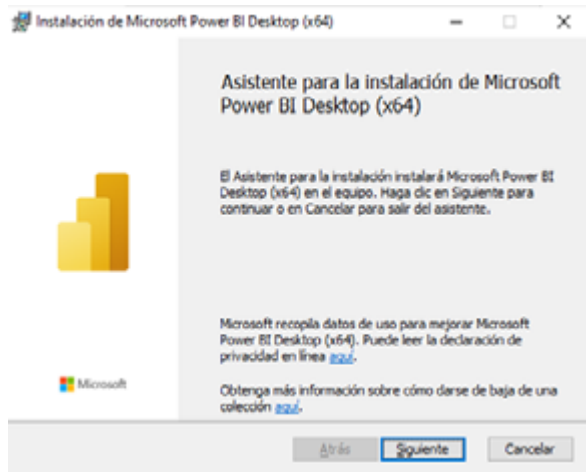 Instalación de Microsoft Power BI Desktop (x64)
Asistente para la instalación de Microsoft
Power BI Desktop (x64)
El Asistente para la instalación instalará Microsoft Power BI
Desktop (x64) en el equipo. Haga clic en Siguiente para
continuar o en Cancelar para salir del asistente.
Microsoft recopila datos de uso para mejorar Microsoft
Power BI Desktop (x64). Puede leer la declaración de
privacidad en línea aquí.
Microsoft
Obtenga más información sobre cómo darse de baja de una
colección aquí.
Atrás Siguiente Cancelar